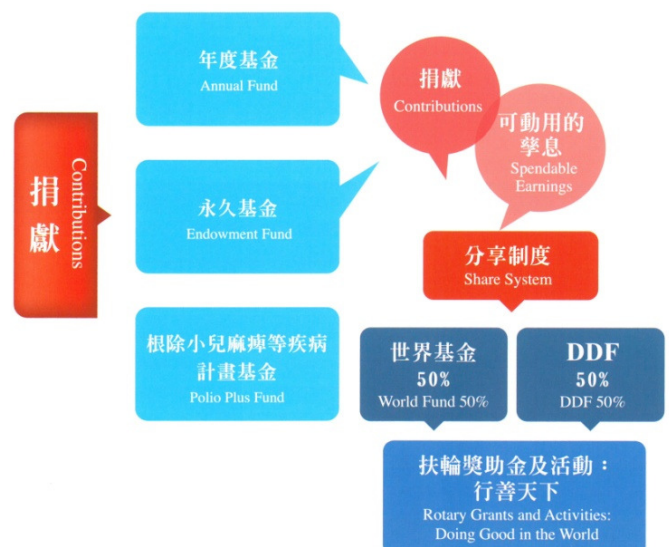 捐獻
Contributions
年度基金
Annual Fund
永久基金
Endowment Fund
根除小兒麻痺等疾病
計畫基金
Polio Plus Fund
捐獻
Contributions
可動用的
孳息
Spendable
Earnings
分享制度
Share System
世界基金
50%
World Fund 50%
DDF
50%
DDF 50%
扶輪獎助金及活動：
行善天下
Rotary Grants and Activities:
Doing Good in the World